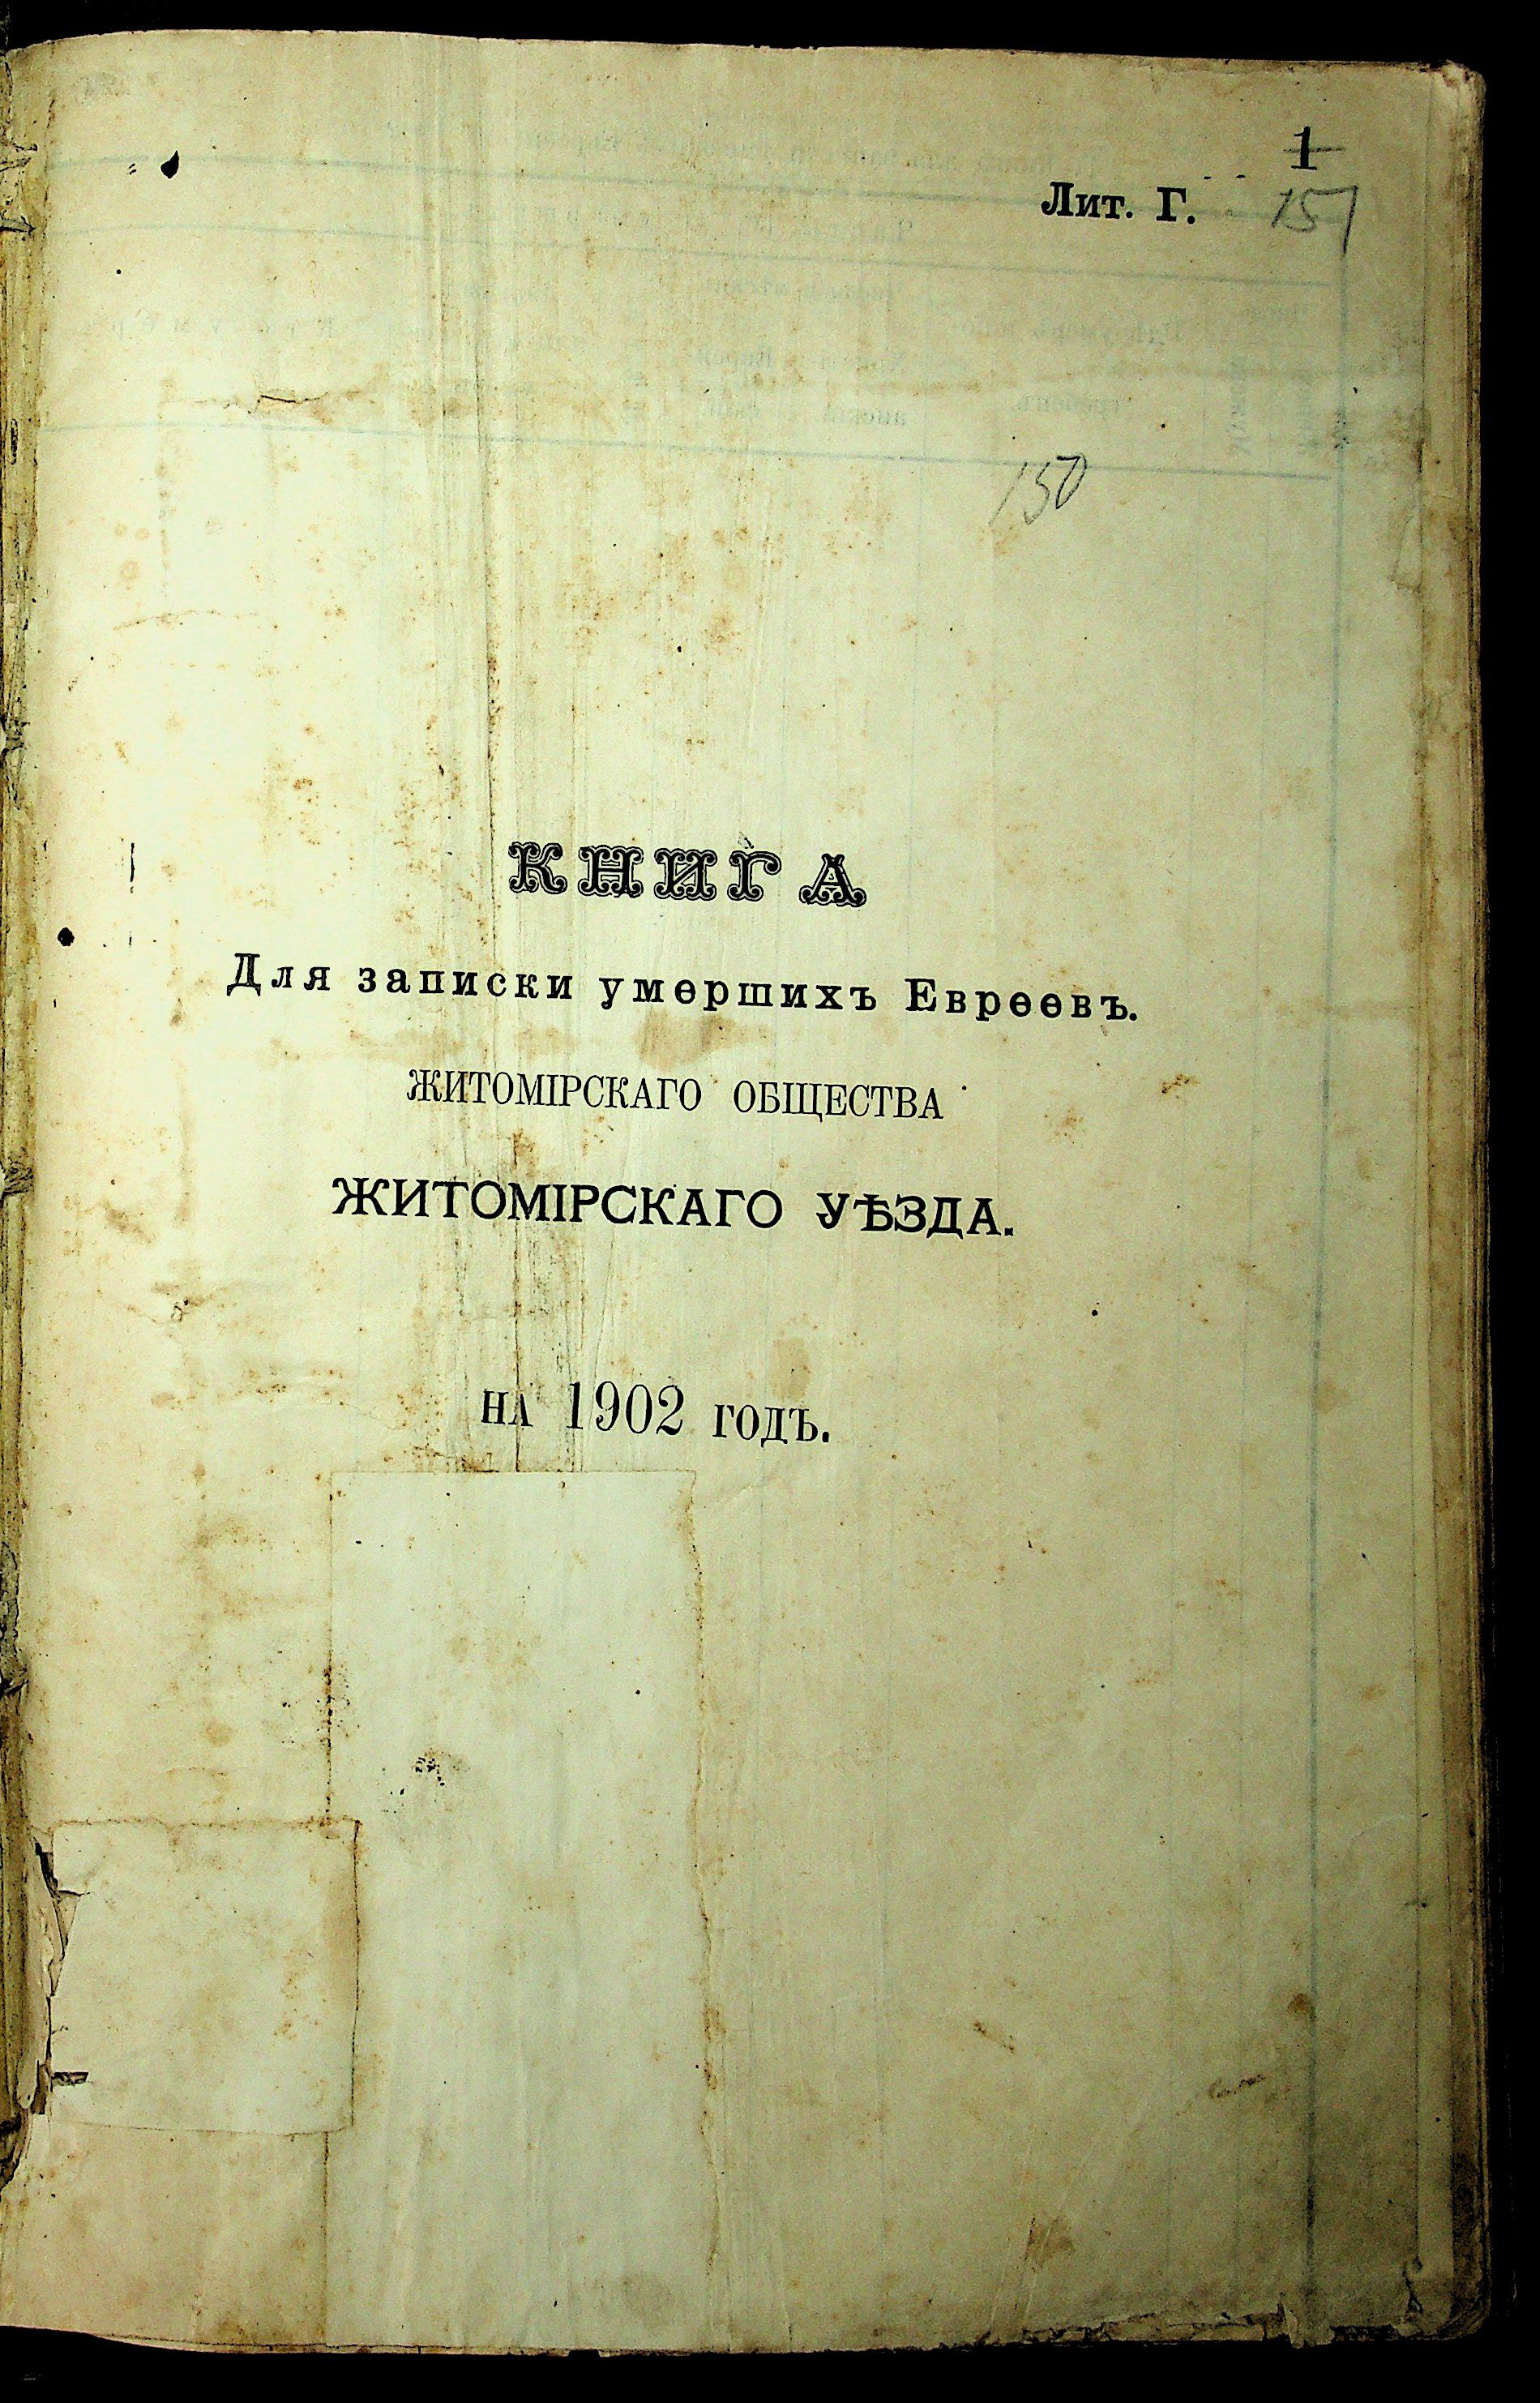 1
Лит. Г. 151
150
КНИГА
Для записки умершихъ Евреевъ.
ЖИТОМІРСКАГО ОБЩЕСТВА
ЖИТОМІРСКАГО УѢЗДА.
НА 1902 ГОДЪ.